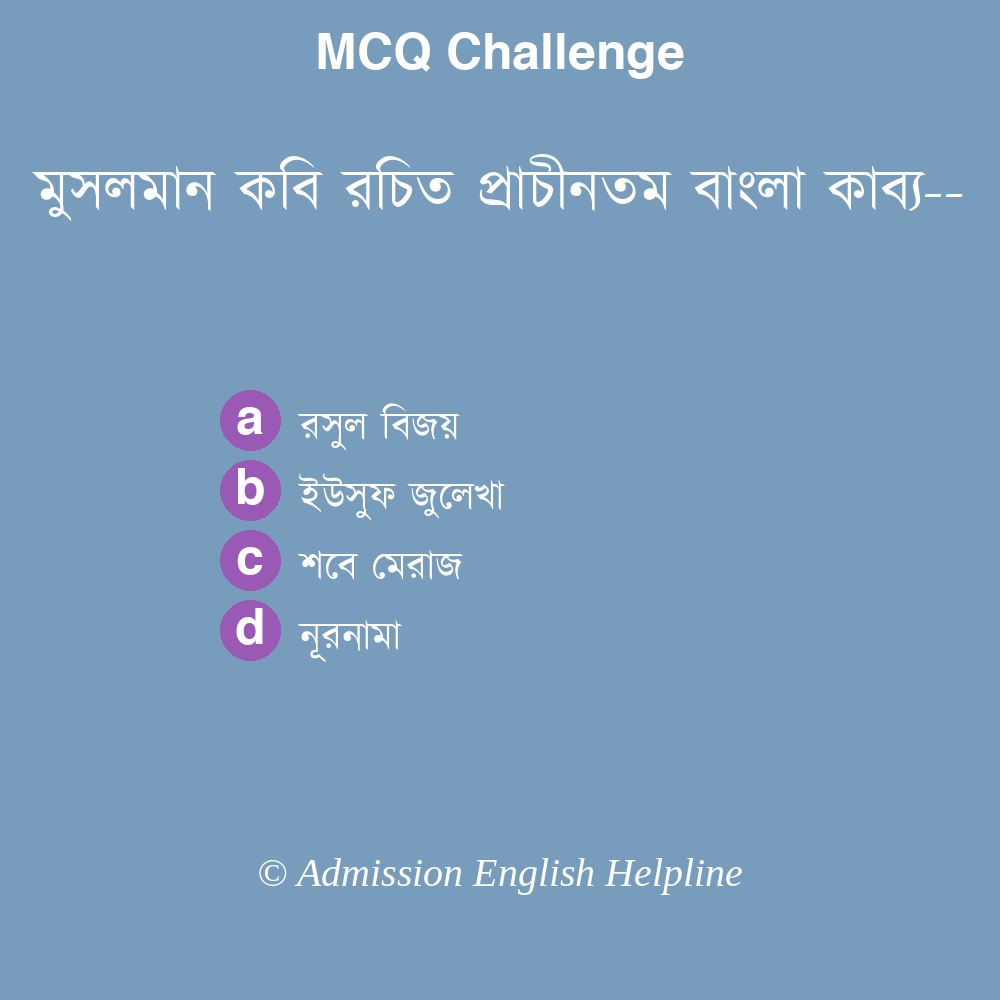 MCQ Challenge
মুসলমান কবি রচিত প্রাচীনতম বাংলা কাব্য--
a রসুল বিজয়
b ইউসুফ জুলেখা
c শবে মেরাজ
d নূরনামা
© Admission English Helpline